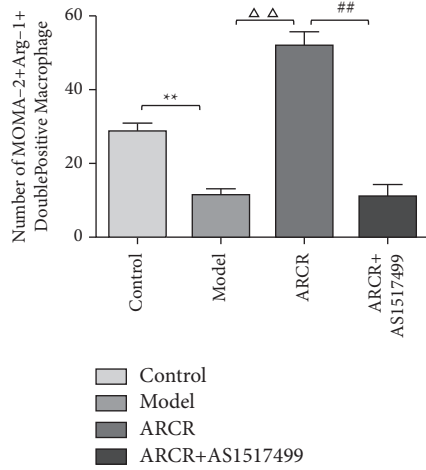 Number of MOMA–2+Arg–1+
DoublePositive Macrophage
60
40
20
0
**
△ △
##
Control
Model
ARCR
ARCR+
AS1517499
Control
Model
ARCR
ARCR+AS1517499